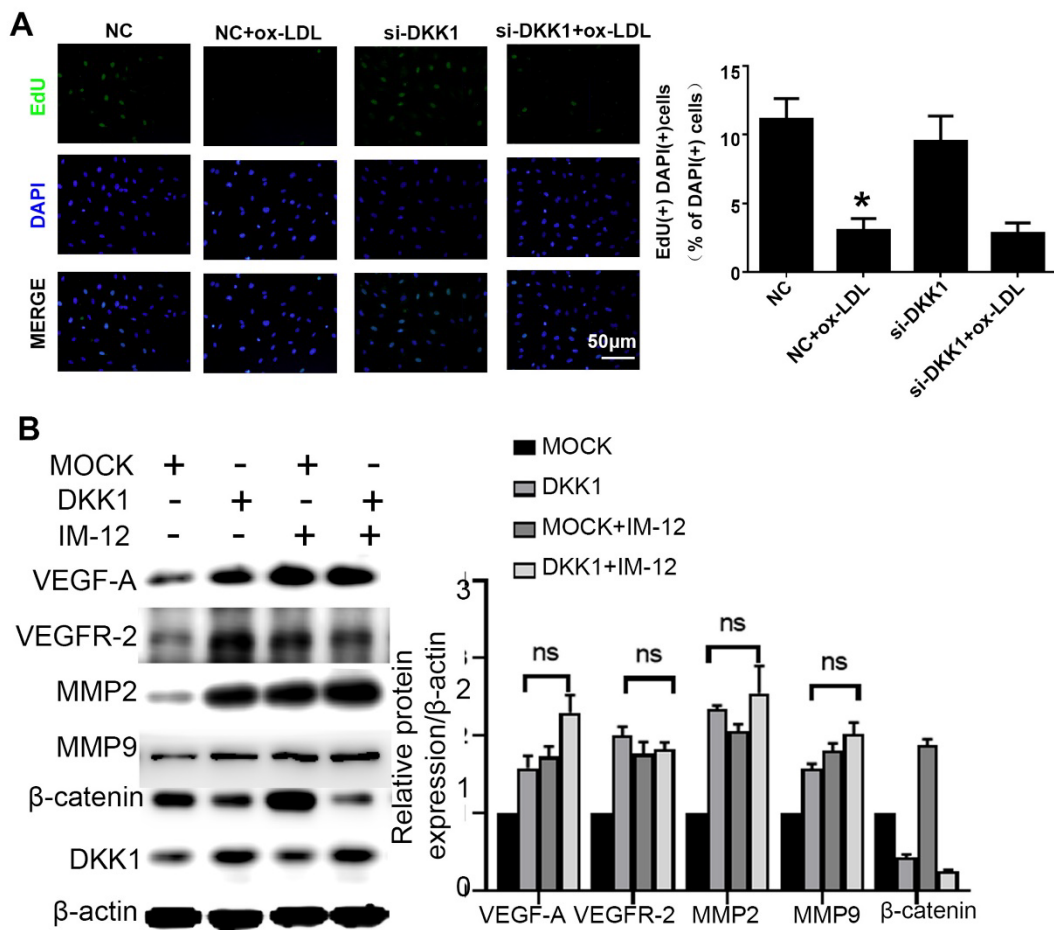 A
NC
NC+ox-LDL
si-DKK1
si-DKK1+ox-LDL
EdU
DAPI
MERGE
50μm
EdU(+) DAPI(+)cells
(% of DAPI(+) cells)
15
10
5
0
*
NC
NC+ox-LDL
si-DKK1
si-DKK1+ox-LDL
B
MOCK + - + -
DKK1 - + - +
IM-12 - - + +
VEGF-A
VEGFR-2
MMP2
MMP9
β-catenin
DKK1
β-actin
MOCK
DKK1
MOCK+IM-12
DKK1+IM-12
Relative protein
expression/β-actin
3
2
2
1
1
0
ns
ns
ns
ns
VEGF-A
VEGFR-2
MMP2
MMP9
β-catenin